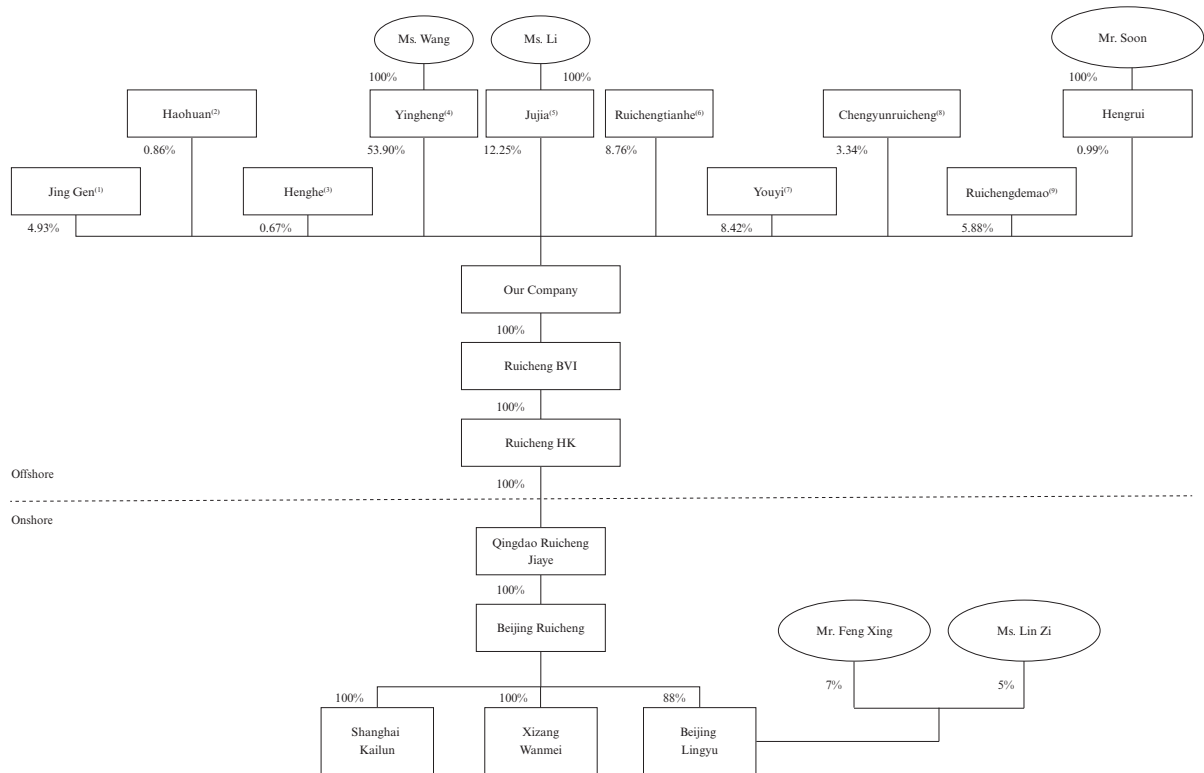 Ms. Wang
Ms. Li
Mr. Soon
100%
100%
100%
Haohuan(2)
Yingheng(4)
Jujia(5)
Ruichengtianhe(6)
Chengyunruicheng(8)
Hengrui
0.86%
53.90%
12.25%
8.76%
3.34%
0.99%
Jing Gen(1)
Henghe(3)
Youyi(7)
Ruichengdemao(9)
4.93%
0.67%
8.42%
5.88%
Our Company
100%
Ruicheng BVI
100%
Ruicheng HK
Offshore
100%
Onshore
Qingdao Ruicheng
Jiaye
100%
Beijing Ruicheng
Mr. Feng Xing
Ms. Lin Zi
7%
5%
100%
100%
88%
Shanghai
Kailun
Xizang
Wanmei
Beijing
Lingyu